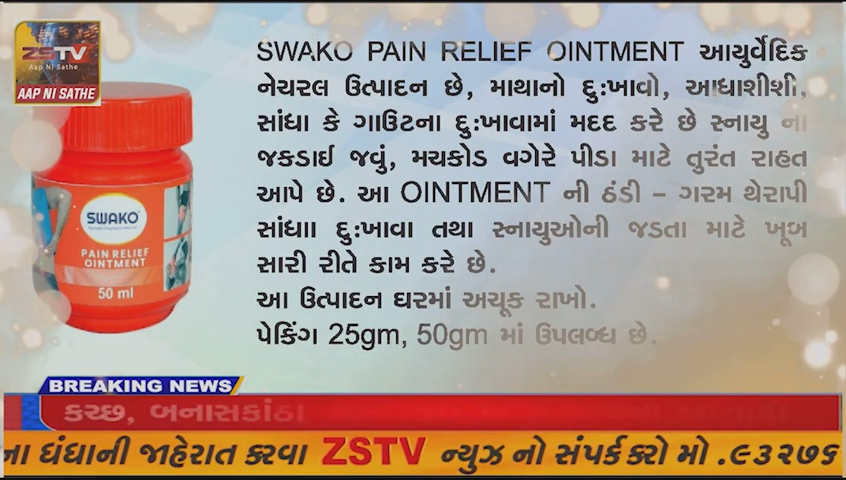 ZSTV
Aap Ni Sathe
AAP NI SATHE
SWAKO PAIN RELIEF OINTMENT આયુર્વેદિક
નેચરલ ઉત્પાદન છે, માથાનો દુઃખાવો, આધાશીશી,
સાંધા કે ગાઉટના દુઃખાવામાં મદદ કરે છે સ્નાયુ ના
જકડાઈ જવું, મચકોડ વગેરે પીડા માટે તુરંત રાહત
આપે છે. આ OINTMENT ની ઠંડી – ગરમ થેરાપી
સાંધાા દુઃખાવા તથા સ્નાયુઓની જડતા માટે ખૂબ
સારી રીતે કામ કરે છે.
આ ઉત્પાદન ઘરમાં અચૂક રાખો.
પેકિંગ 25gm, 50gm માં ઉપલબ્ધ છે.
SWAKO
PAIN RELIEF
OINTMENT
50 ml
BREAKING NEWS
કચ્છ, બનાસકાંઠા
ના ધંધાની જાહેરાત કરવા ZSTV ન્યુઝ નો સંપર્ક કરો મો .૯૩૨૭૬